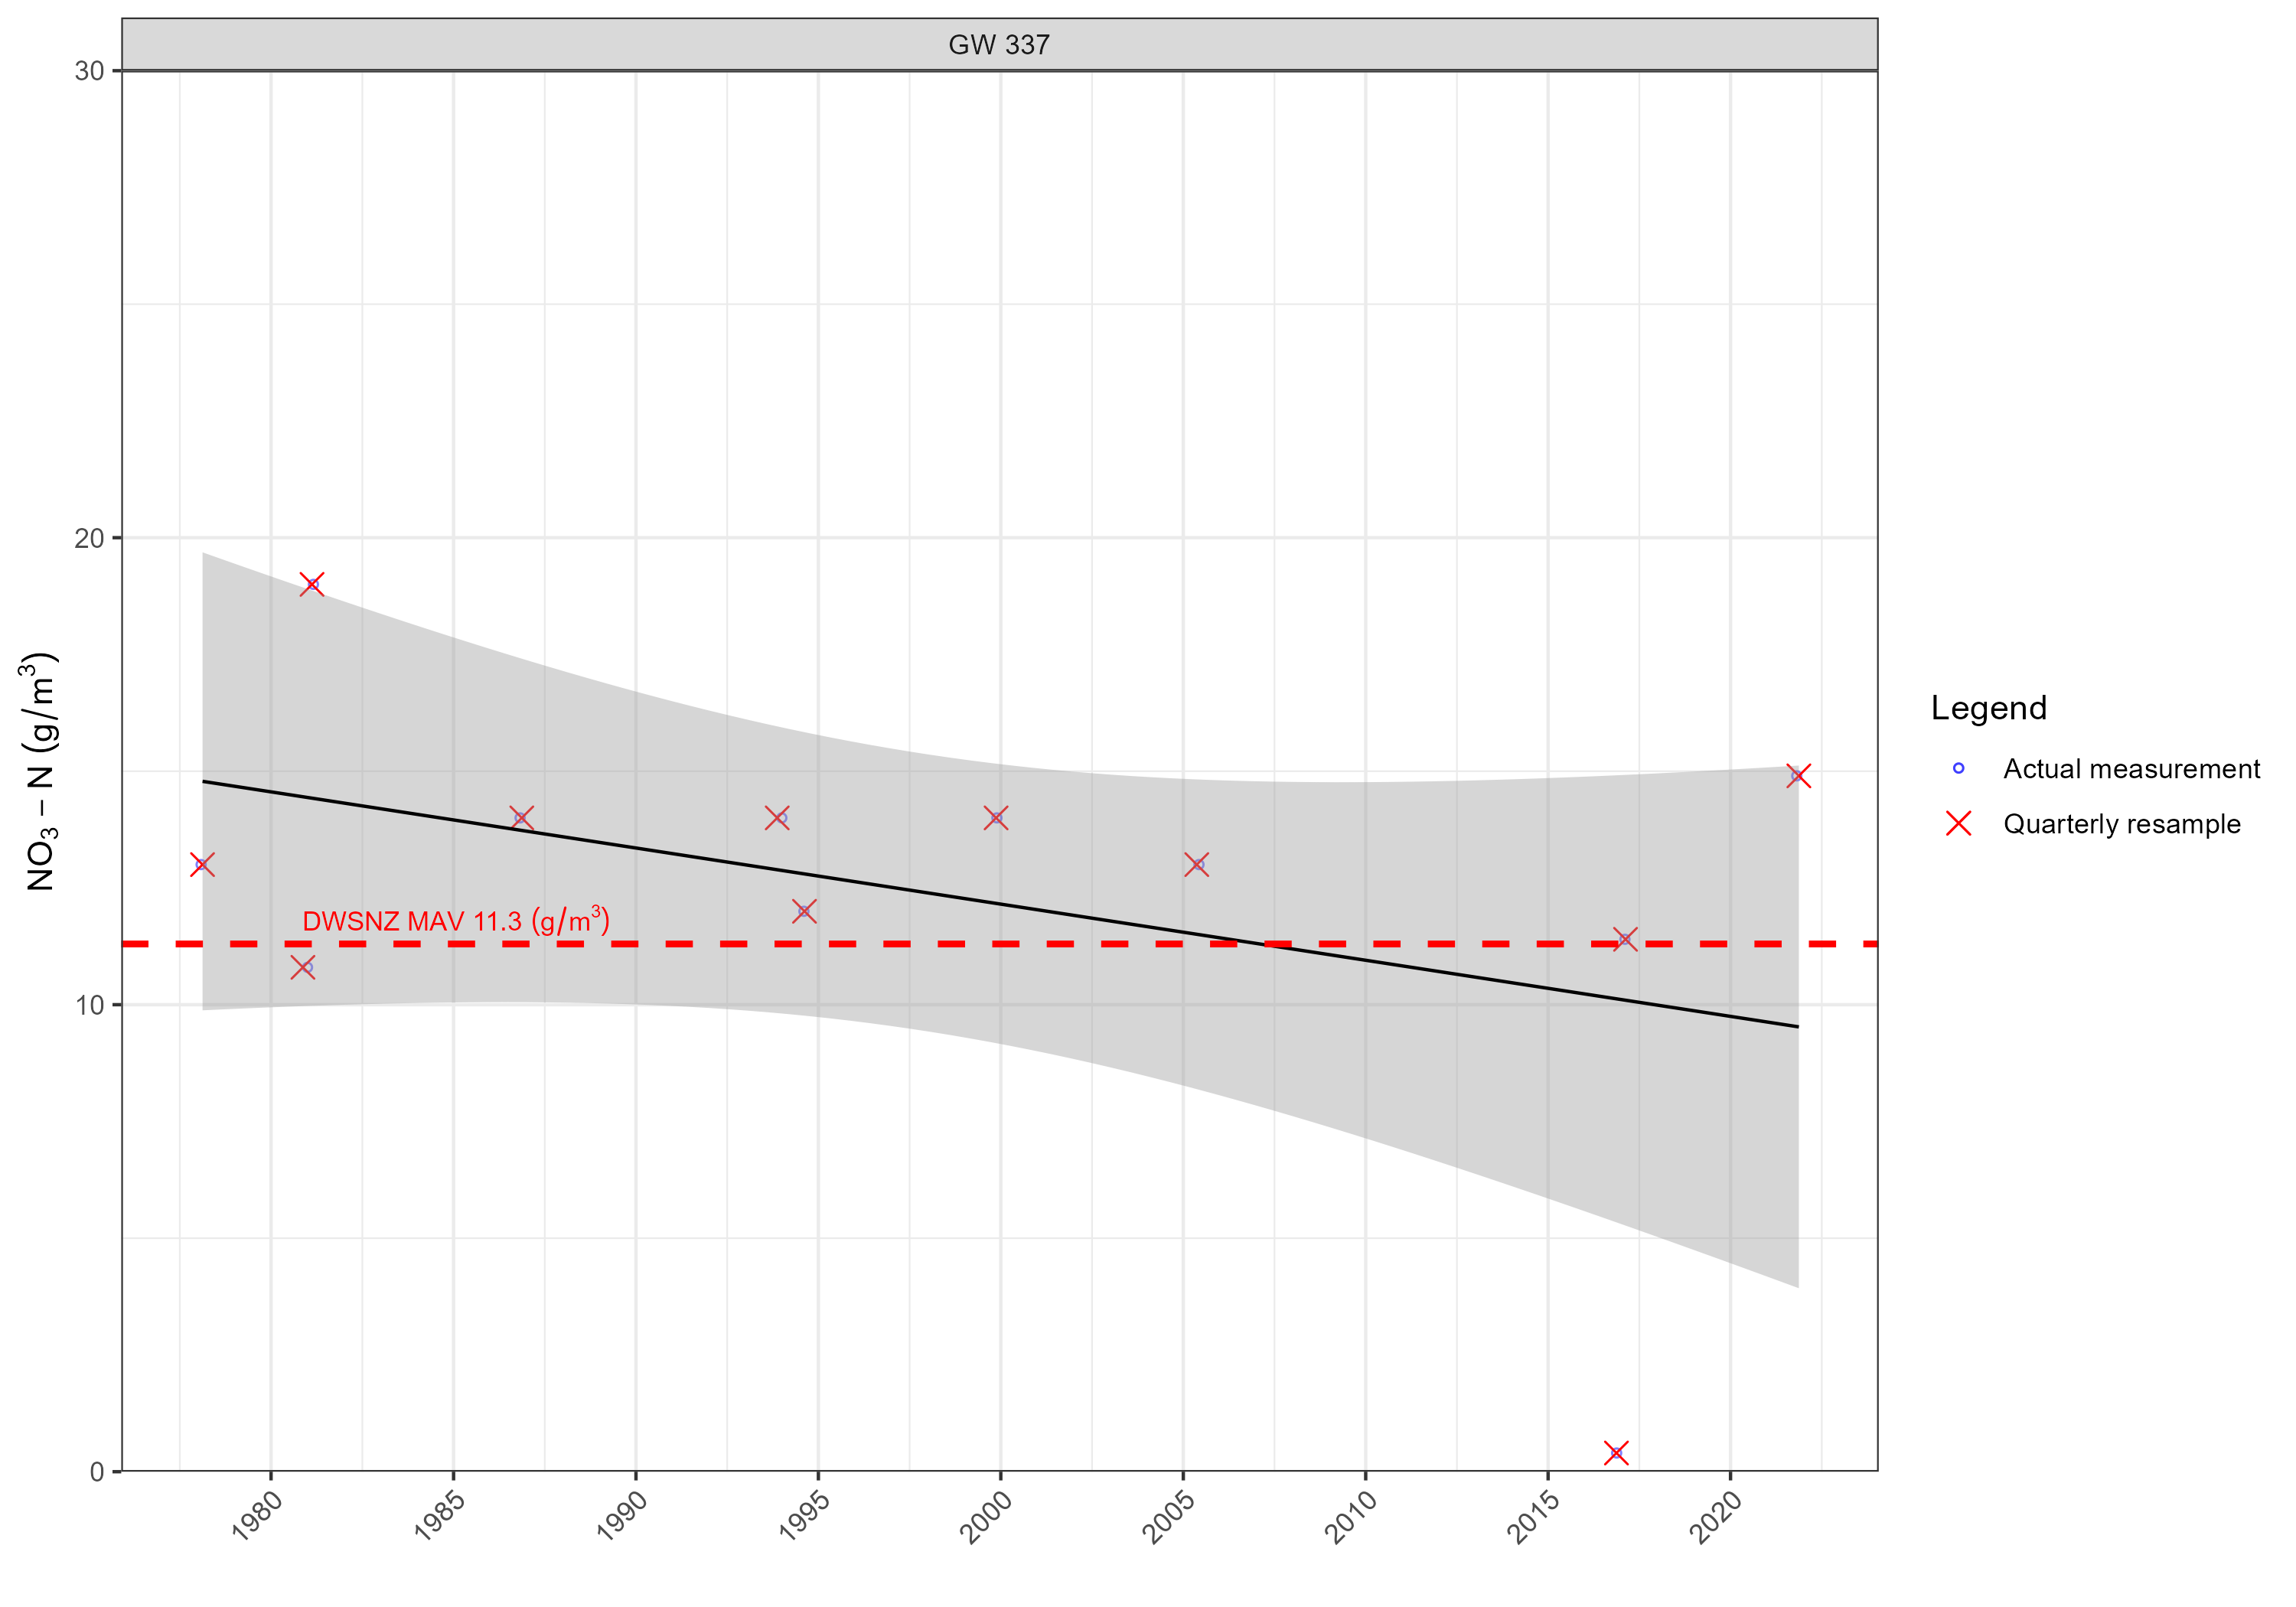 GW 337
30
20
10
0
NO₃ – N (g/m³)
DWSNZ MAV 11.3 (g/m³)
1980
1985
1990
1995
2000
2005
2010
2015
2020
Legend
Actual measurement
Quarterly resample